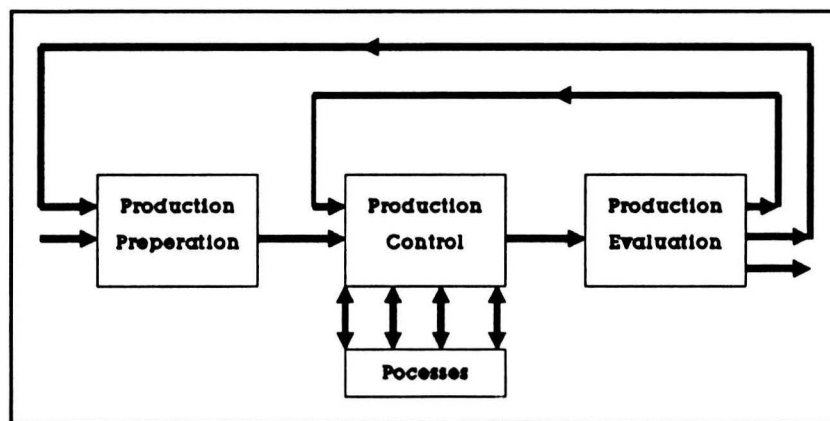 Production
Preperation
Production
Control
Production
Evaluation
Pocesses